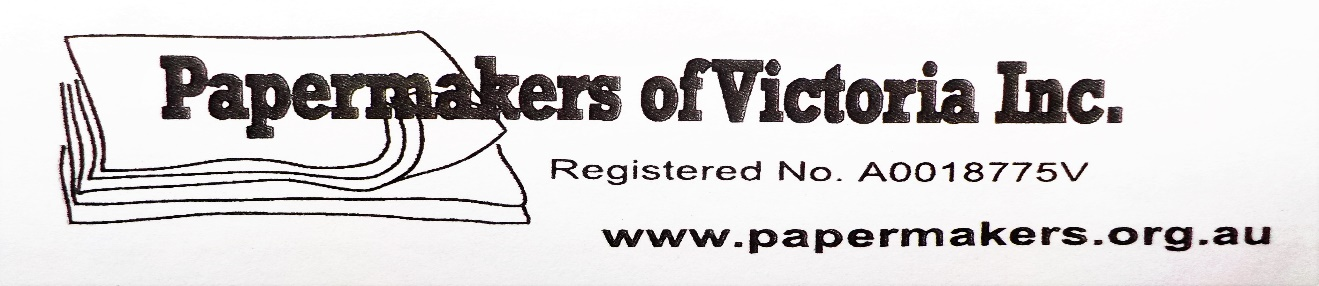 Papermakers of Victoria Inc.
Registered No. A0018775V
www.papermakers.org.au